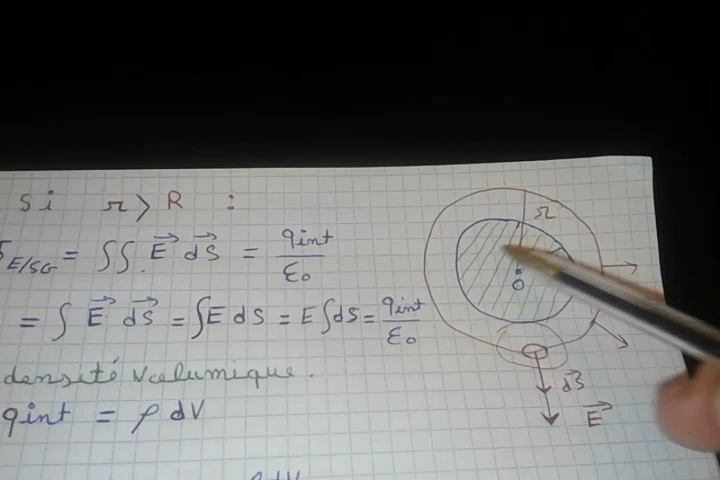 Si r > R :
E/SG = ∬ E⃗ dS⃗ = qint/ε₀
= ∫ E⃗ dS⃗ = ∫E dS = E∫dS = qint/ε₀
densité volumique.
qint = ρ dV
r
O
dS⃗
E⃗